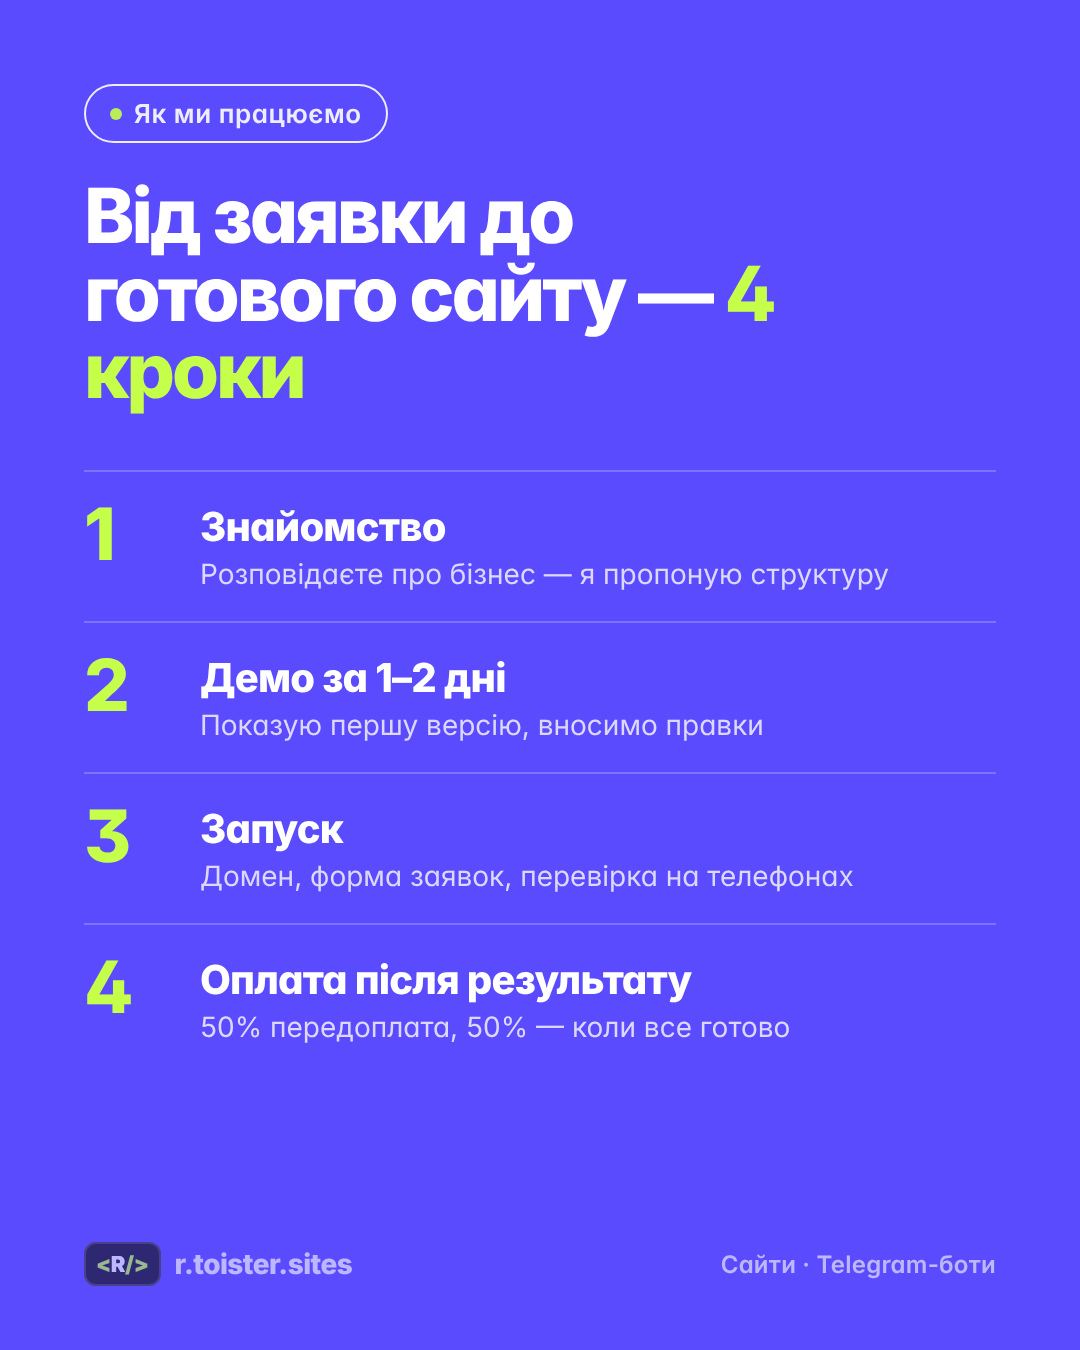 Як ми працюємо
Від заявки до
готового сайту — 4
кроки
1
Знайомство
Розповідаєте про бізнес — я пропоную структуру
2
Демо за 1–2 дні
Показую першу версію, вносимо правки
3
Запуск
Домен, форма заявок, перевірка на телефонах
4
Оплата після результату
50% передоплата, 50% — коли все готово
<R/> r.toister.sites
Сайти · Telegram-боти